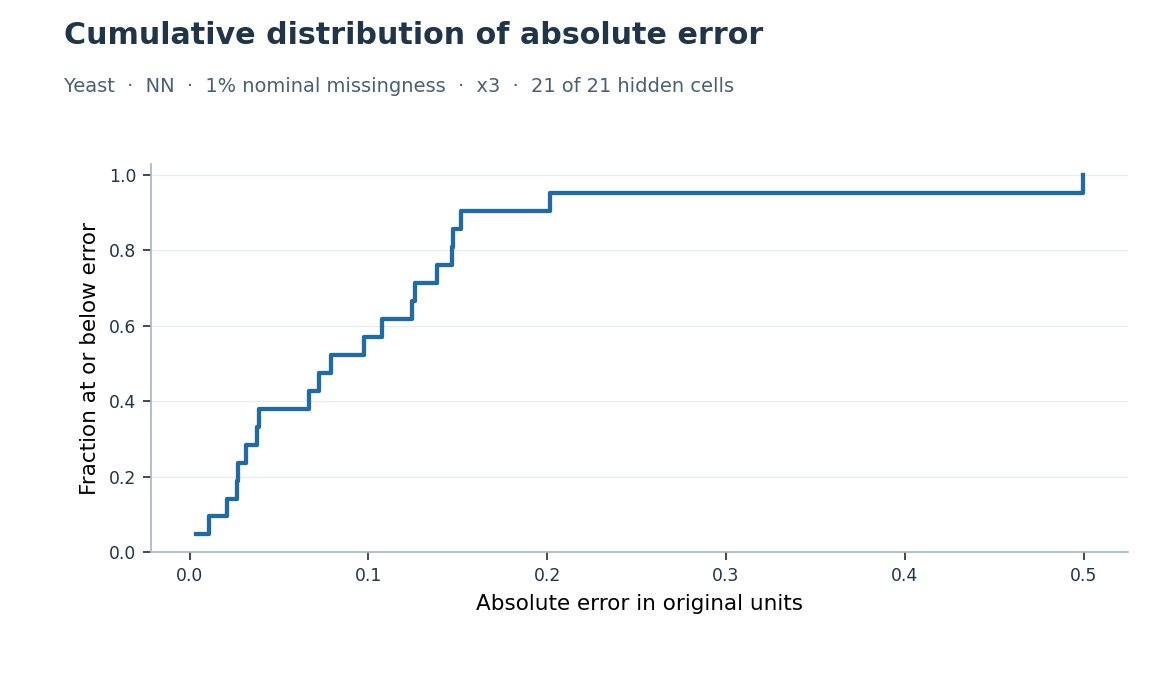 Cumulative distribution of absolute error
Yeast · NN · 1% nominal missingness · x3 · 21 of 21 hidden cells
Fraction at or below error
1.0
0.8
0.6
0.4
0.2
0.0
0.0 0.1 0.2 0.3 0.4 0.5
Absolute error in original units